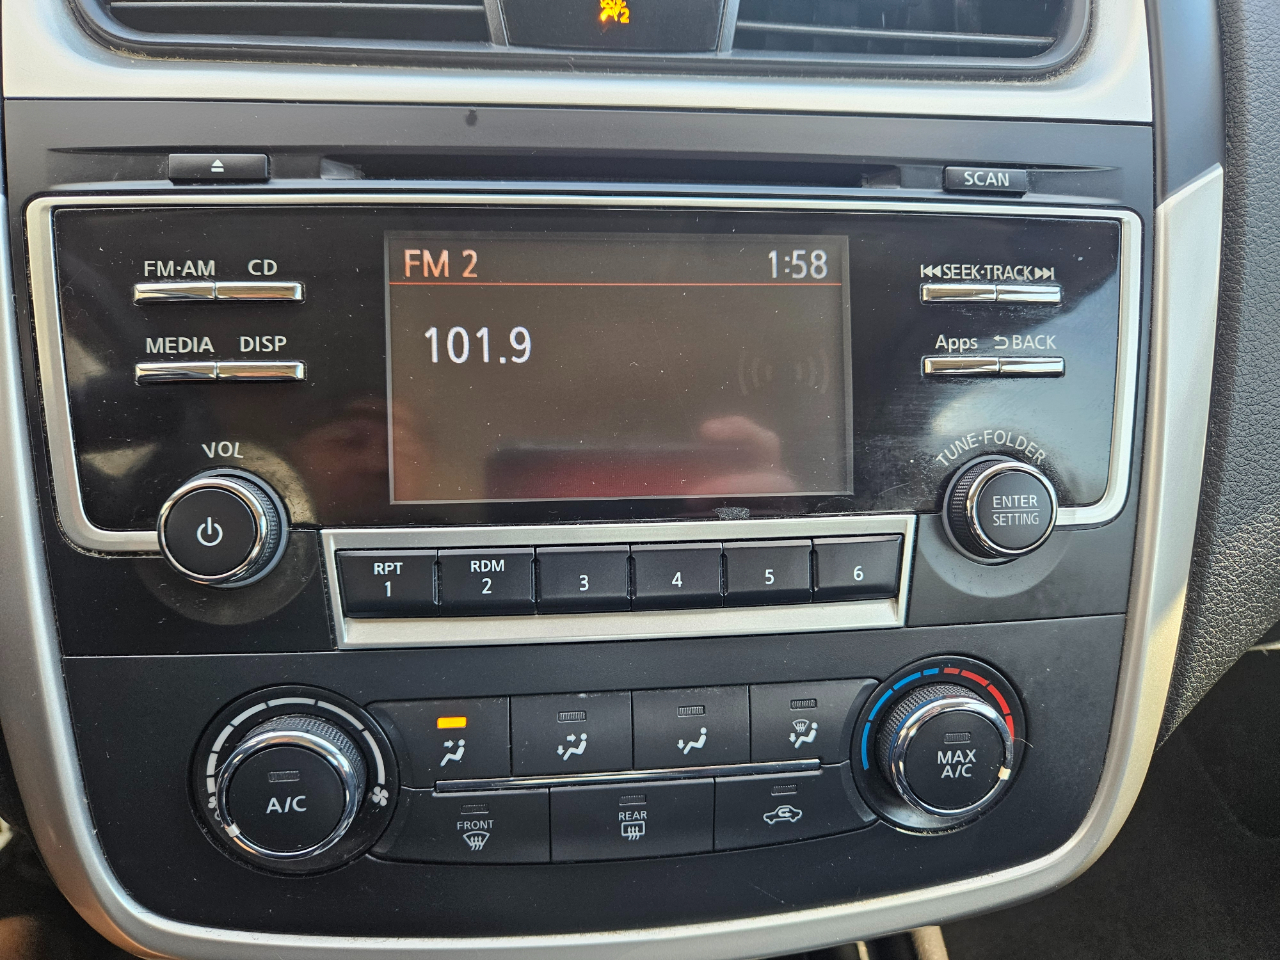 2
SCAN
FM·AM CD
FM 2 1:58
SEEK·TRACK
MEDIA DISP
101.9
Apps BACK
VOL
TUNE·FOLDER
ENTER
SETTING
RPT
1
RDM
2
3
4
5
6
A/C
MAX
A/C
FRONT
REAR